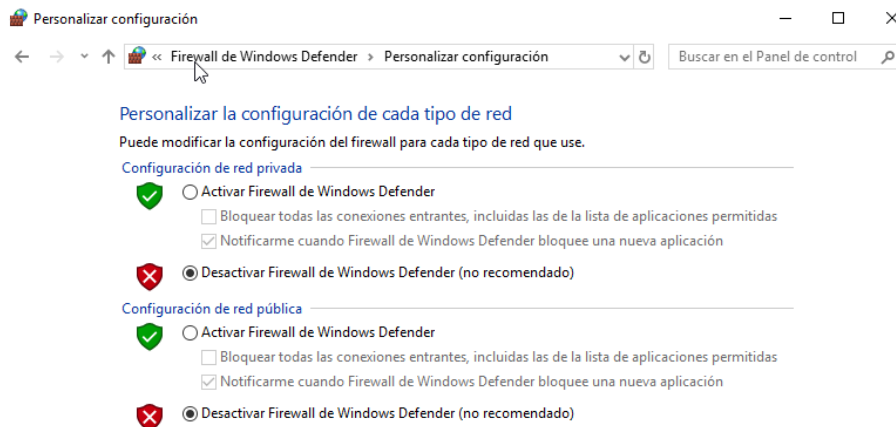 Personalizar configuración
« Firewall de Windows Defender > Personalizar configuración
Buscar en el Panel de control
Personalizar la configuración de cada tipo de red
Puede modificar la configuración del firewall para cada tipo de red que use.
Configuración de red privada
Activar Firewall de Windows Defender
Bloquear todas las conexiones entrantes, incluidas las de la lista de aplicaciones permitidas
Notificarme cuando Firewall de Windows Defender bloquee una nueva aplicación
Desactivar Firewall de Windows Defender (no recomendado)
Configuración de red pública
Activar Firewall de Windows Defender
Bloquear todas las conexiones entrantes, incluidas las de la lista de aplicaciones permitidas
Notificarme cuando Firewall de Windows Defender bloquee una nueva aplicación
Desactivar Firewall de Windows Defender (no recomendado)